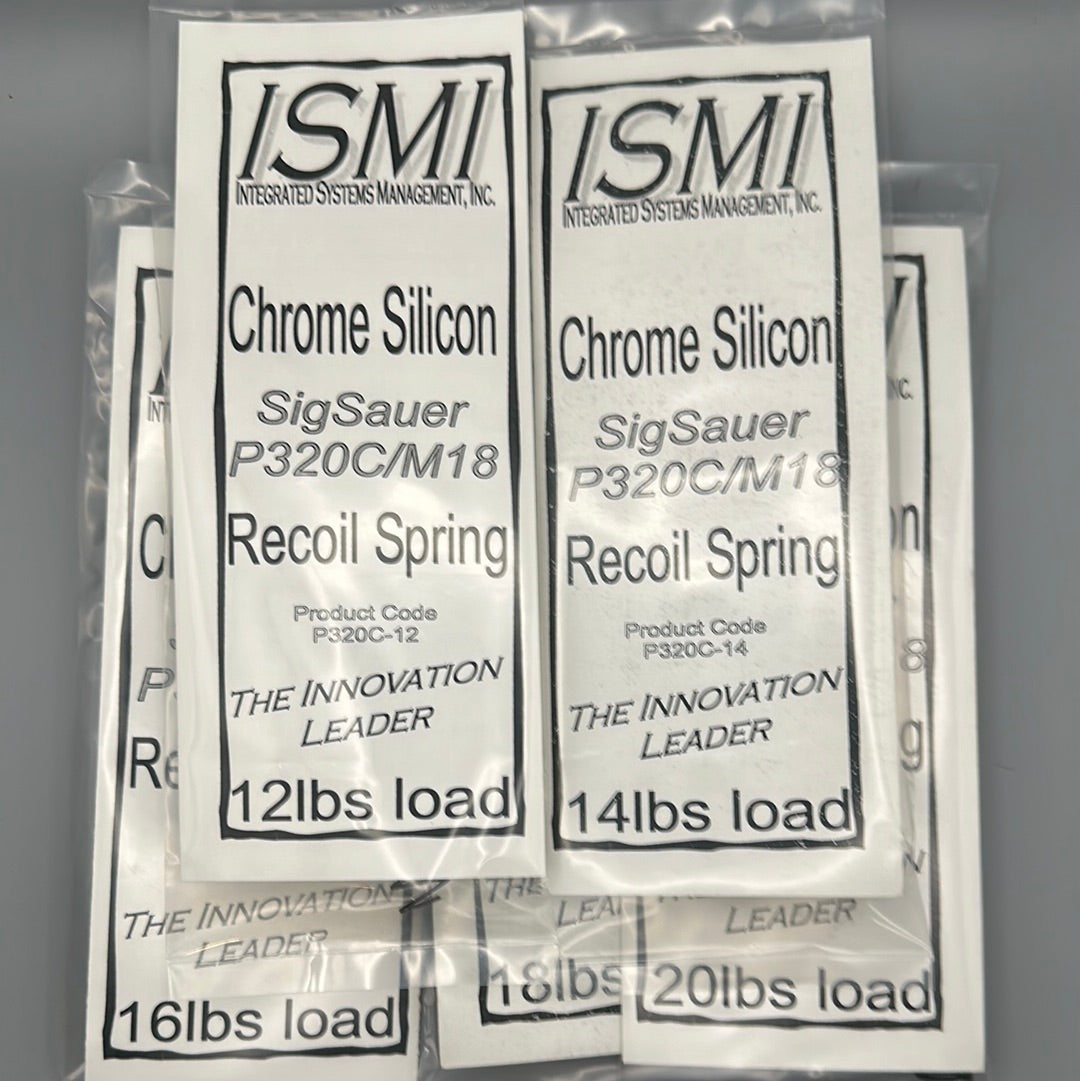 ISMI
INTEGRATED SYSTEMS MANAGEMENT, INC.
Chrome Silicon
SigSauer
P320C/M18
Recoil Spring
Product Code
P320C-12
THE INNOVATION
LEADER
12lbs load
ISMI
INTEGRATED SYSTEMS MANAGEMENT, INC.
Chrome Silicon
SigSauer
P320C/M18
Recoil Spring
Product Code
P320C-14
THE INNOVATION
LEADER
14lbs load
THE INNOVATION
LEADER
16lbs load
THE
18lbs
LEADER
20lbs load